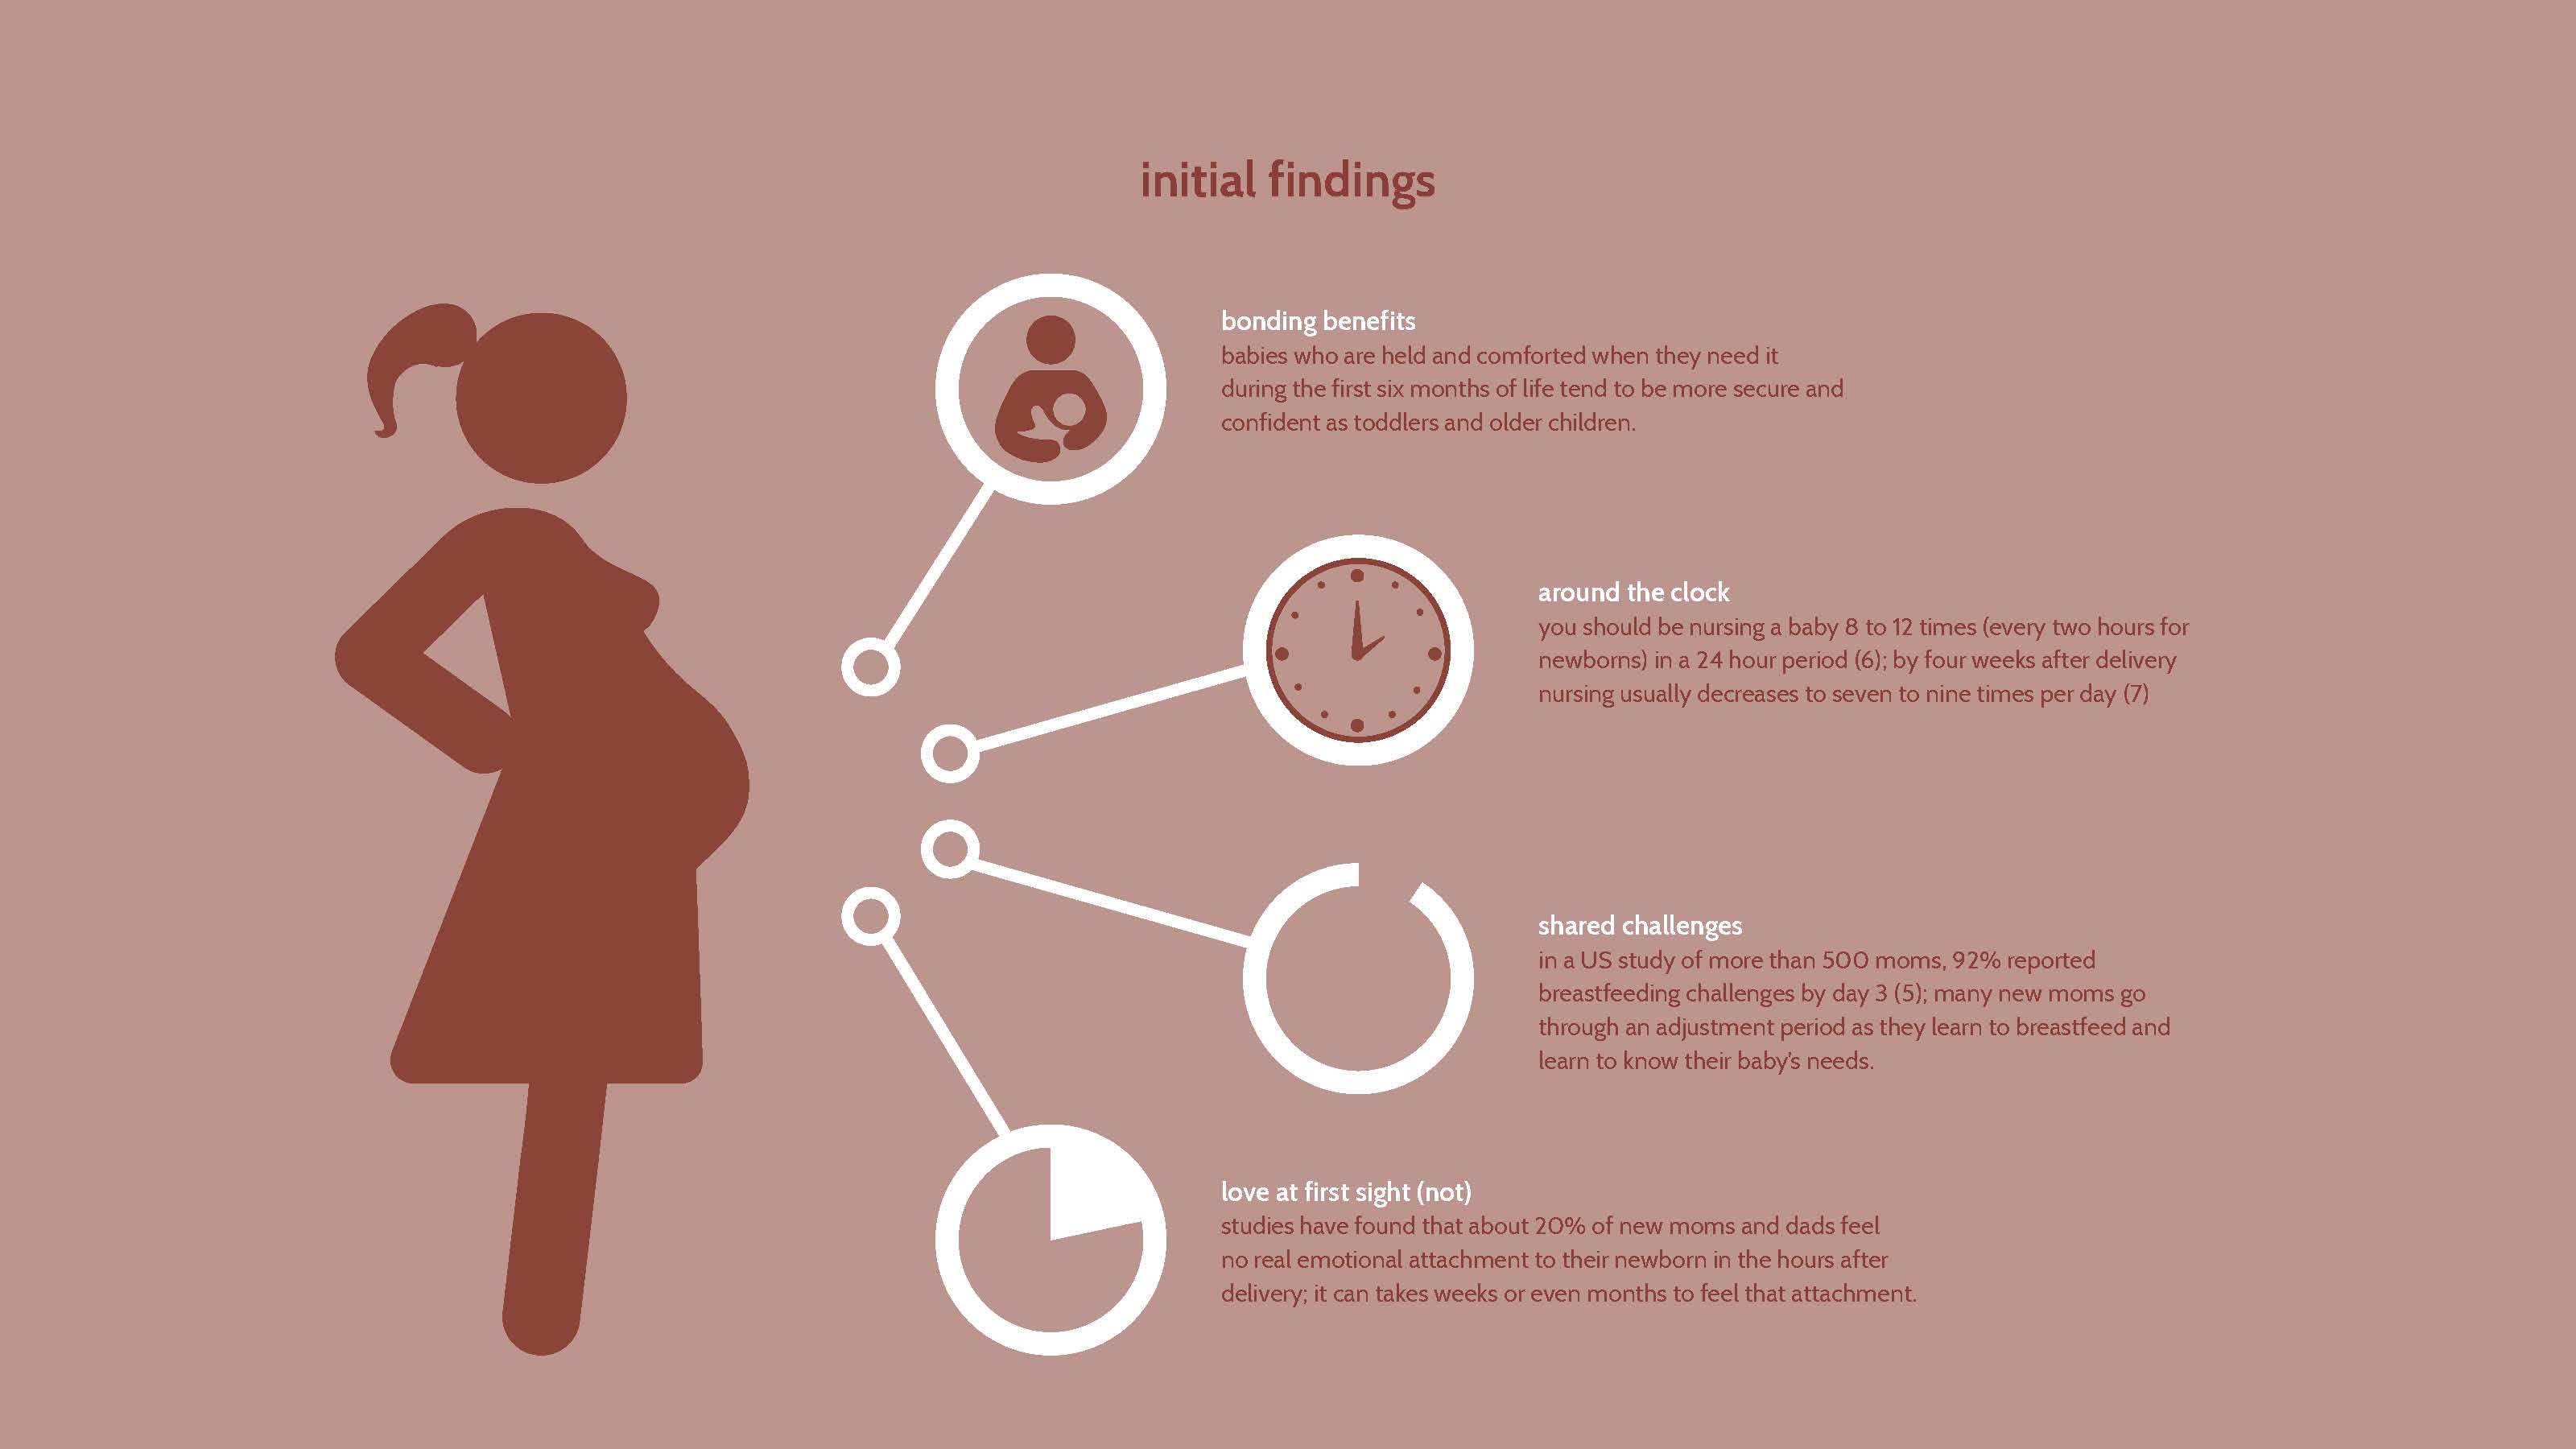 initial findings
bonding benefits
babies who are held and comforted when they need it
during the first six months of life tend to be more secure and
confident as toddlers and older children.
around the clock
you should be nursing a baby 8 to 12 times (every two hours for
newborns) in a 24 hour period (6); by four weeks after delivery
nursing usually decreases to seven to nine times per day (7)
shared challenges
in a US study of more than 500 moms, 92% reported
breastfeeding challenges by day 3 (5); many new moms go
through an adjustment period as they learn to breastfeed and
learn to know their baby's needs.
love at first sight (not)
studies have found that about 20% of new moms and dads feel
no real emotional attachment to their newborn in the hours after
delivery; it can takes weeks or even months to feel that attachment.